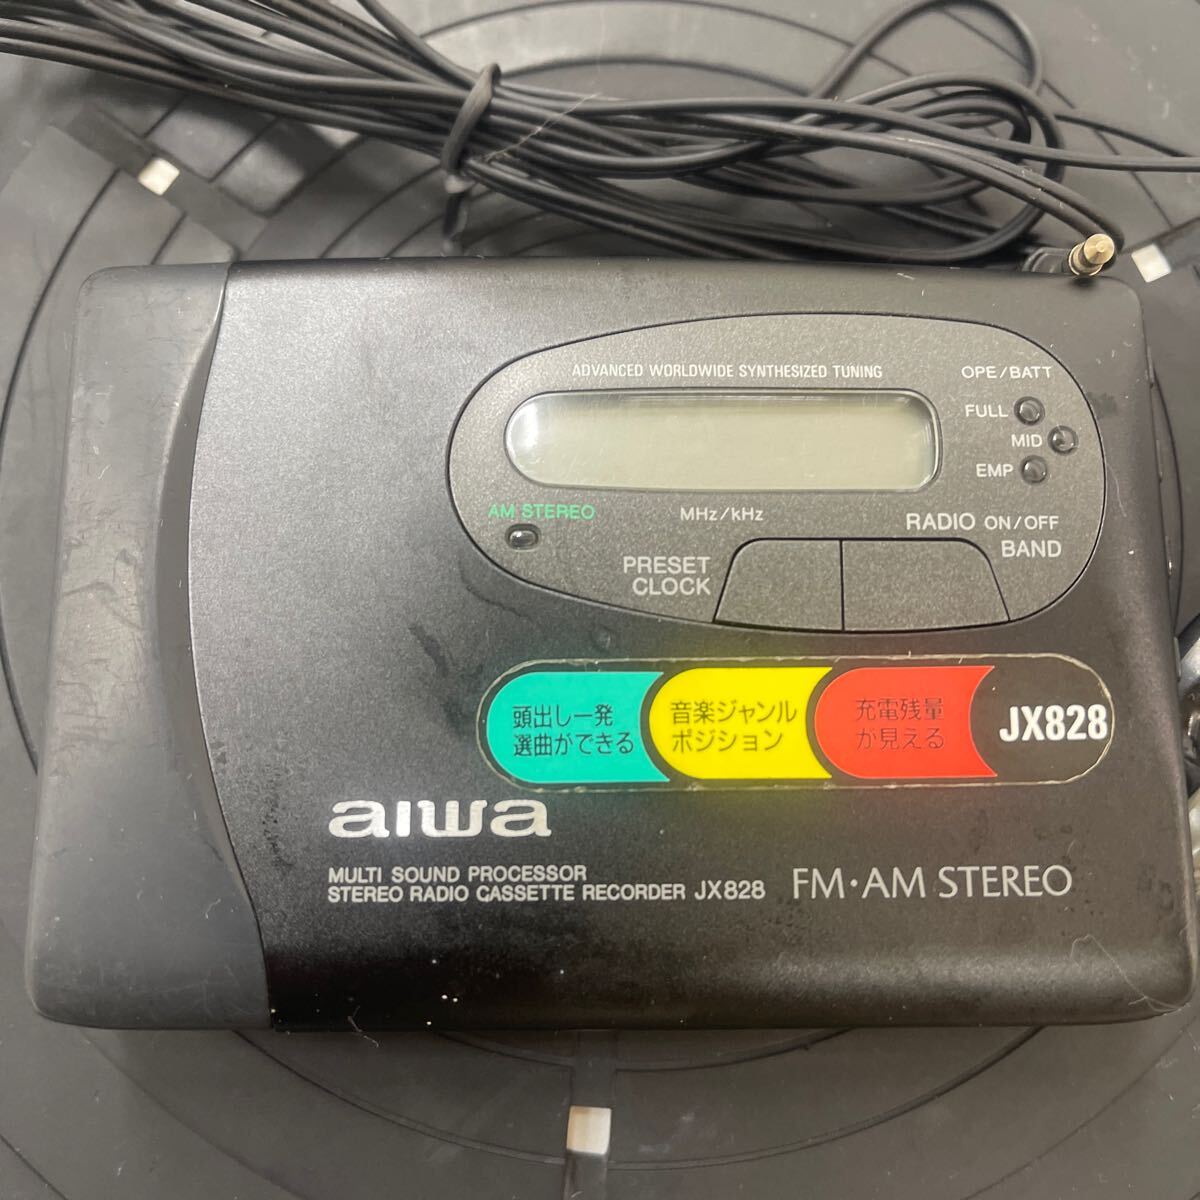 ADVANCED WORLDWIDE SYNTHESIZED TUNING
OPE/BATT
FULL
MID
EMP
AM STEREO
MHz/kHz
RADIO ON/OFF
BAND
PRESET
CLOCK
頭出し一発
選曲ができる
音楽ジャンル
ポジション
充電残量
が見える
JX828
aiwa
MULTI SOUND PROCESSOR
STEREO RADIO CASSETTE RECORDER JX828
FM•AM STEREO